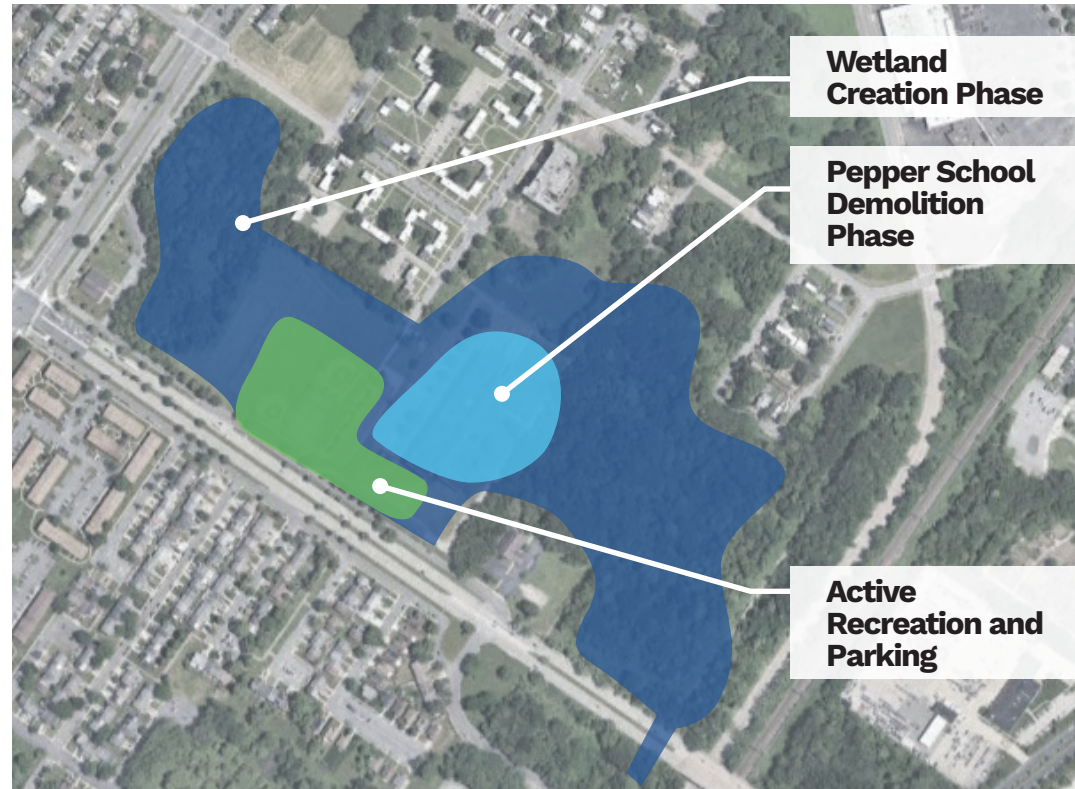 Wetland
Creation Phase
Pepper School
Demolition
Phase
Active
Recreation and
Parking